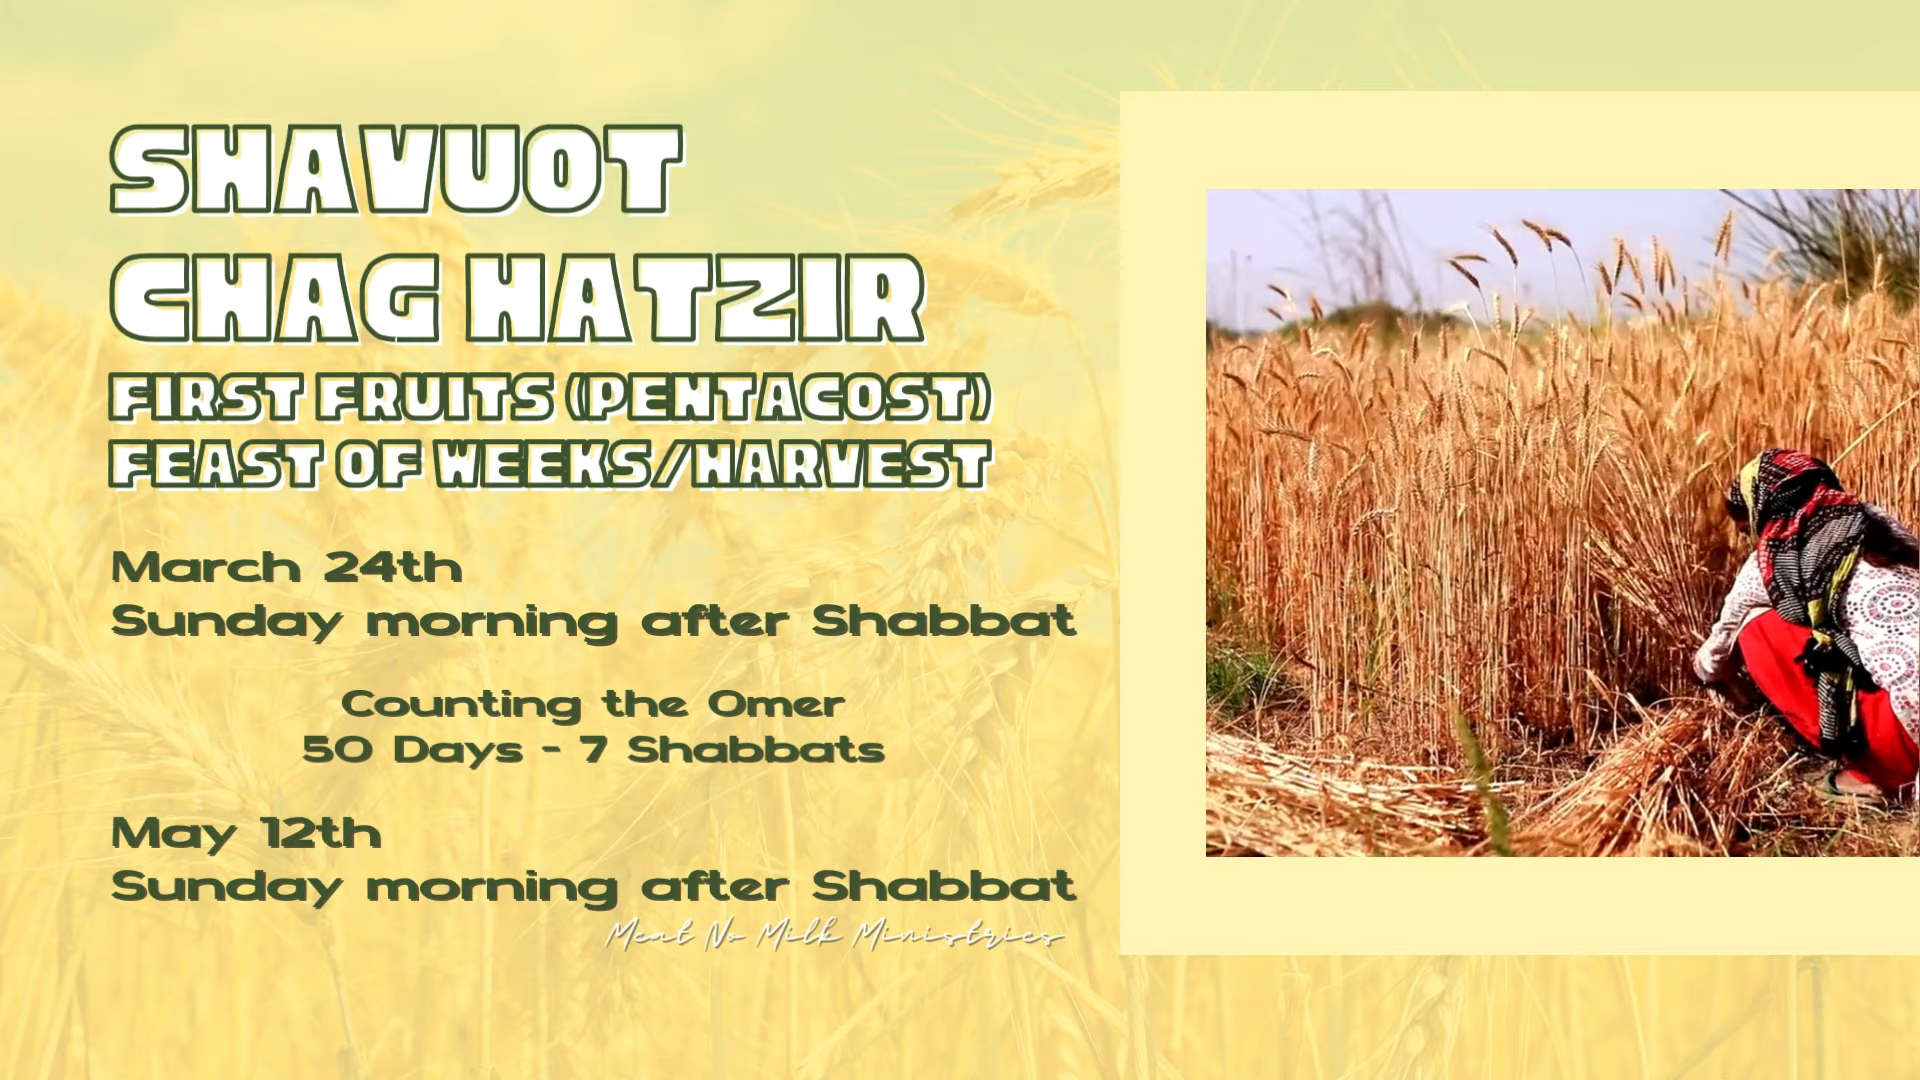 SHAVUOT
CHAG HATZIR
FIRST FRUITS (PENTACOST)
FEAST OF WEEKS/HARVEST
March 24th
Sunday morning after Shabbat
Counting the Omer
50 Days - 7 Shabbats
May 12th
Sunday morning after Shabbat
Meat No Milk Ministries